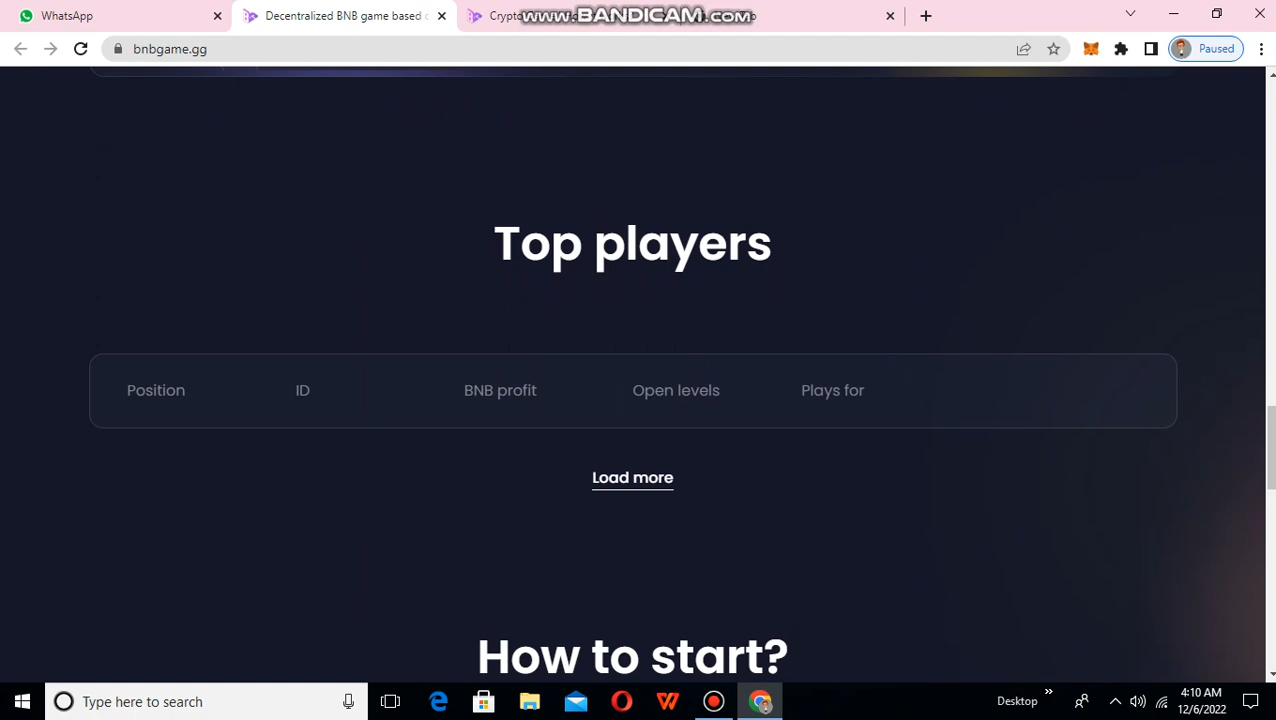 WhatsApp
Decentralized BNB game based o
Crypto
www.BANDICAM.com
o
bnbgame.gg
Paused
Top players
Position ID BNB profit Open levels Plays for
Load more
How to start?
Type here to search
Desktop
4:10 AM
12/6/2022